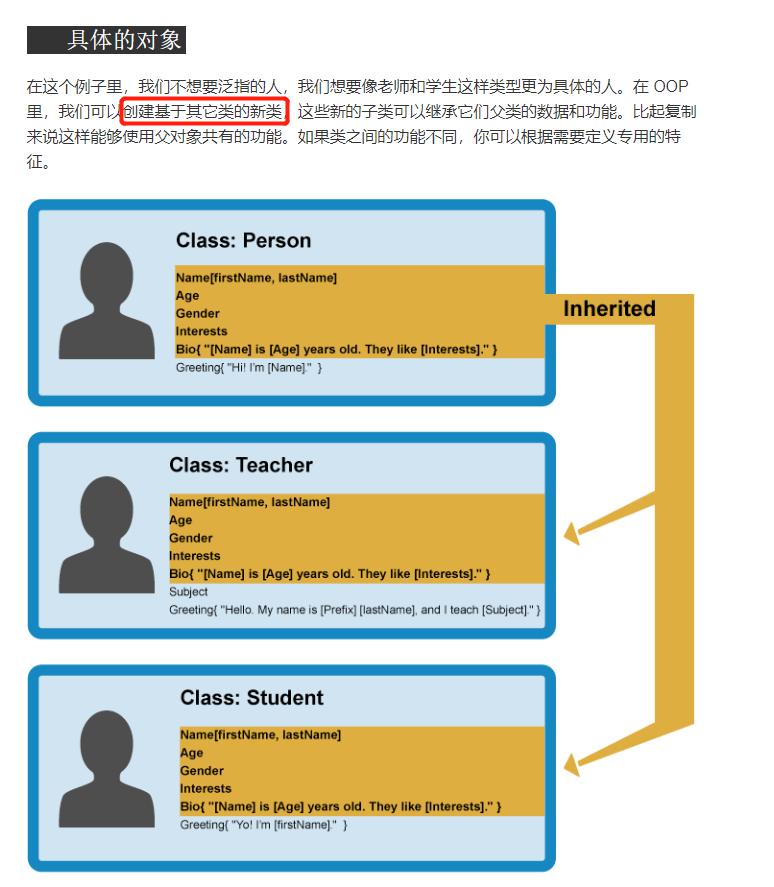 具体的对象
在这个例子里，我们不想要泛指的人，我们想要像老师和学生这样类型更为具体的人。在 OOP
里，我们可以创建基于其它类的新类，这些新的子类可以继承它们父类的数据和功能。比起复制
来说这样能够使用父对象共有的功能。如果类之间的功能不同，你可以根据需要定义专用的特
征。
Class: Person
Name[firstName, lastName]
Age
Gender
Interests
Bio{ "[Name] is [Age] years old. They like [Interests]." }
Greeting{ "Hi! I'm [Name]." }
Inherited
Class: Teacher
Name[firstName, lastName]
Age
Gender
Interests
Bio{ "[Name] is [Age] years old. They like [Interests]." }
Subject
Greeting{ "Hello. My name is [Prefix] [lastName], and I teach [Subject]." }
Class: Student
Name[firstName, lastName]
Age
Gender
Interests
Bio{ "[Name] is [Age] years old. They like [Interests]." }
Greeting{ "Yo! I'm [firstName]." }